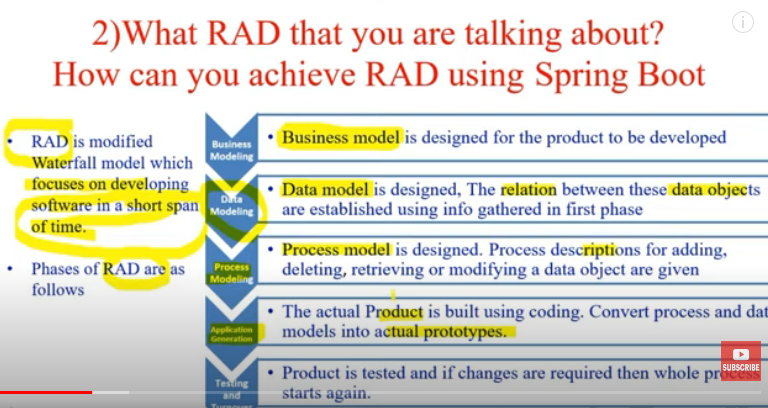 2)What RAD that you are talking about?
How can you achieve RAD using Spring Boot
• RAD is modified
Waterfall model which
focuses on developing
software in a short span
of time.
• Phases of RAD are as
follows
Business
Modeling
• Business model is designed for the product to be developed
Data
Modeling
• Data model is designed, The relation between these data objects
are established using info gathered in first phase
Process
Modeling
• Process model is designed. Process descriptions for adding,
deleting, retrieving or modifying a data object are given
Application
Generation
• The actual Product is built using coding. Convert process and dat
models into actual prototypes.
Testing
and
Turnover
• Product is tested and if changes are required then whole process
starts again.
SUBSCRIBE